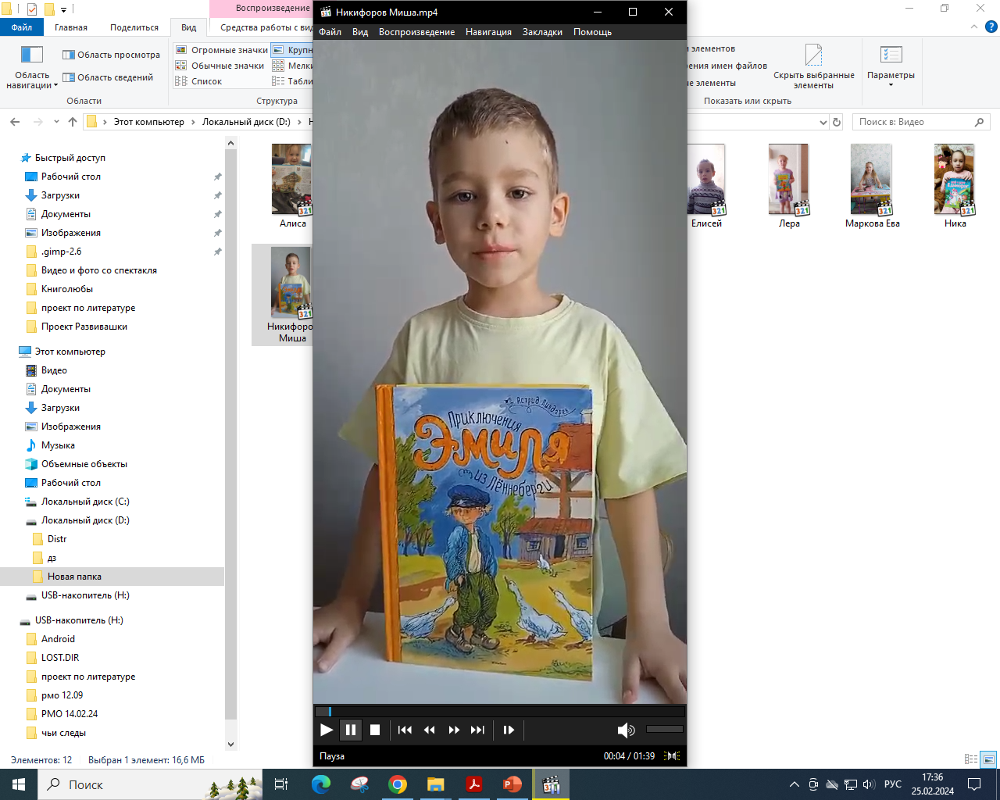 Воспроизведение
Никифоров Миша.mp4
Файл
Главная
Поделиться
Вид
Средства работы с вид
Файл Вид Воспроизведение Навигация Закладки Помощь
Область навигации
Область просмотра
Область сведений
Области
Огромные значки
Обычные значки
Список
Крупн
Мелки
Табли
Структура
элементов
рения имен файлов
ые элементы
Скрыть выбранные
элементы
Параметры
Показать или скрыть
Этот компьютер
Локальный диск (D:)
Поиск в: Видео
Быстрый доступ
Рабочий стол
Загрузки
Документы
Изображения
.gimp-2.6
Видео и фото со спектакля
Книголюбы
проект по литературе
Проект Развивашки
Этот компьютер
Видео
Документы
Загрузки
Изображения
Музыка
Объемные объекты
Рабочий стол
Локальный диск (C:)
Локальный диск (D:)
Distr
дз
Новая папка
USB-накопитель (H:)
USB-накопитель (H:)
Android
LOST.DIR
проект по литературе
рмо 12.09
РМО 14.02.24
чьи следы
Алиса
Елисей
Лера
Маркова Ева
Ника
Никифоро
Миша
Астрид Линдгрен
Приключения
Эмиля
из Лённеберги
Пауза
00:04 / 01:39
Элементов: 12
Выбран 1 элемент: 16,6 МБ
Поиск
РУС
17:36
25.02.2024